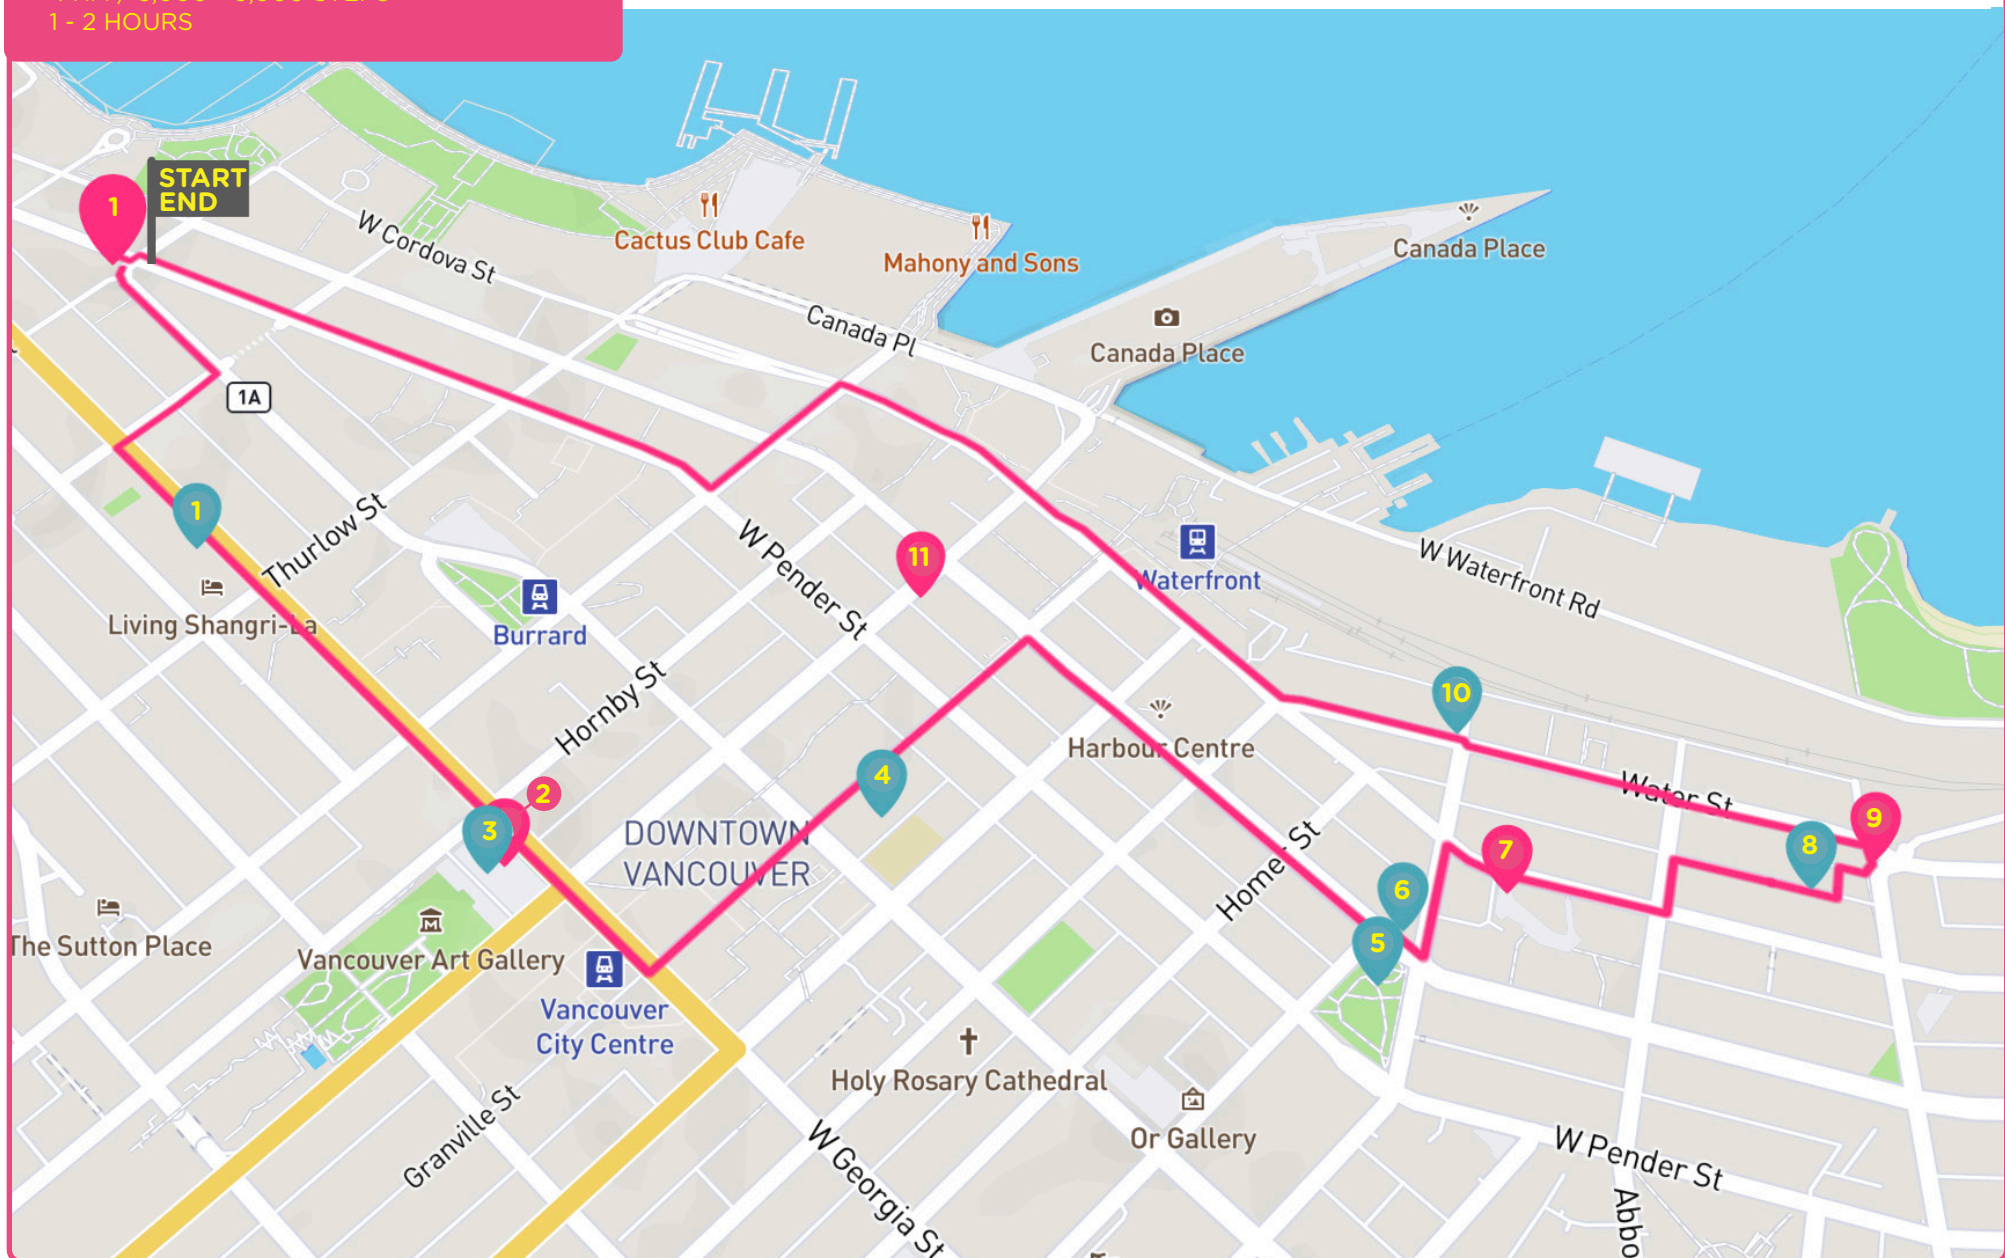 1 - 2 HOURS
START
END
1
W Cordova St
Cactus Club Cafe
Mahony and Sons
Canada Place
Canada Pl
Canada Place
1A
1
Thurlow St
Living Shangri-La
Burrard
W Pender St
11
Waterfront
W Waterfront Rd
Hornby St
10
Harbour Centre
Water St
2
3
4
DOWNTOWN
VANCOUVER
Homer St
5
6
7
8
9
The Sutton Place
Vancouver Art Gallery
Vancouver
City Centre
Granville St
Holy Rosary Cathedral
Or Gallery
W Georgia St
W Pender St
Abbo